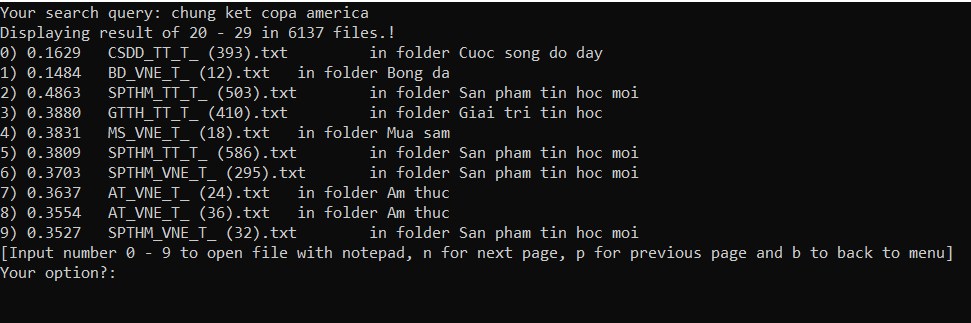 Your search query: chung ket copa america
Displaying result of 20 - 29 in 6137 files.!
0) 0.1629   CSDD_TT_T_ (393).txt         in folder Cuoc song do day
1) 0.1484   BD_VNE_T_ (12).txt   in folder Bong da
2) 0.4863   SPTHM_TT_T_ (503).txt        in folder San pham tin hoc moi
3) 0.3880   GTTH_TT_T_ (410).txt         in folder Giai tri tin hoc
4) 0.3831   MS_VNE_T_ (18).txt   in folder Mua sam
5) 0.3809   SPTHM_TT_T_ (586).txt        in folder San pham tin hoc moi
6) 0.3703   SPTHM_VNE_T_ (295).txt       in folder San pham tin hoc moi
7) 0.3637   AT_VNE_T_ (24).txt   in folder Am thuc
8) 0.3554   AT_VNE_T_ (36).txt   in folder Am thuc
9) 0.3527   SPTHM_VNE_T_ (32).txt        in folder San pham tin hoc moi
[Input number 0 - 9 to open file with notepad, n for next page, p for previous page and b to back to menu]
Your option?: